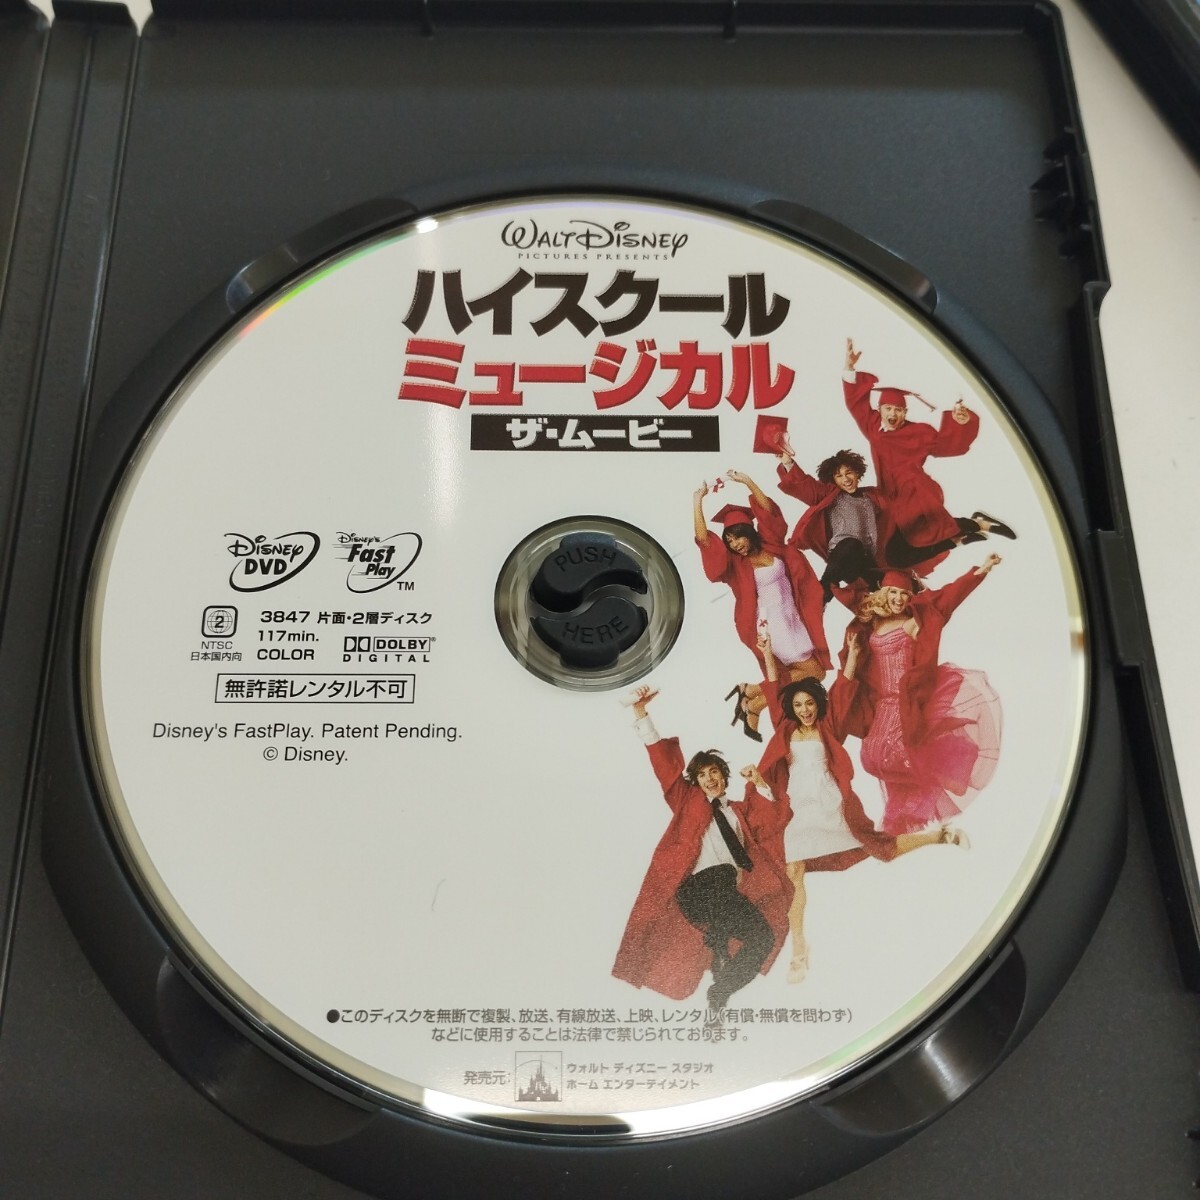 WALT DISNEY
PICTURES PRESENTS
ハイスクール
ミュージカル
ザ・ムービー
DISNEY DVD
DISNEY'S Fast Play TM
PUSH
HERE
2
NTSC
日本国内向
3847 片面・2層ディスク
117min.
COLOR
DOLBY
DIGITAL
無許諾レンタル不可
Disney's FastPlay. Patent Pending.
© Disney.
●このディスクを無断で複製、放送、有線放送、上映、レンタル(有償・無償を問わず)
などに使用することは法律で禁じられております。
発売元:
ウォルト ディズニー スタジオ
ホーム エンターテイメント